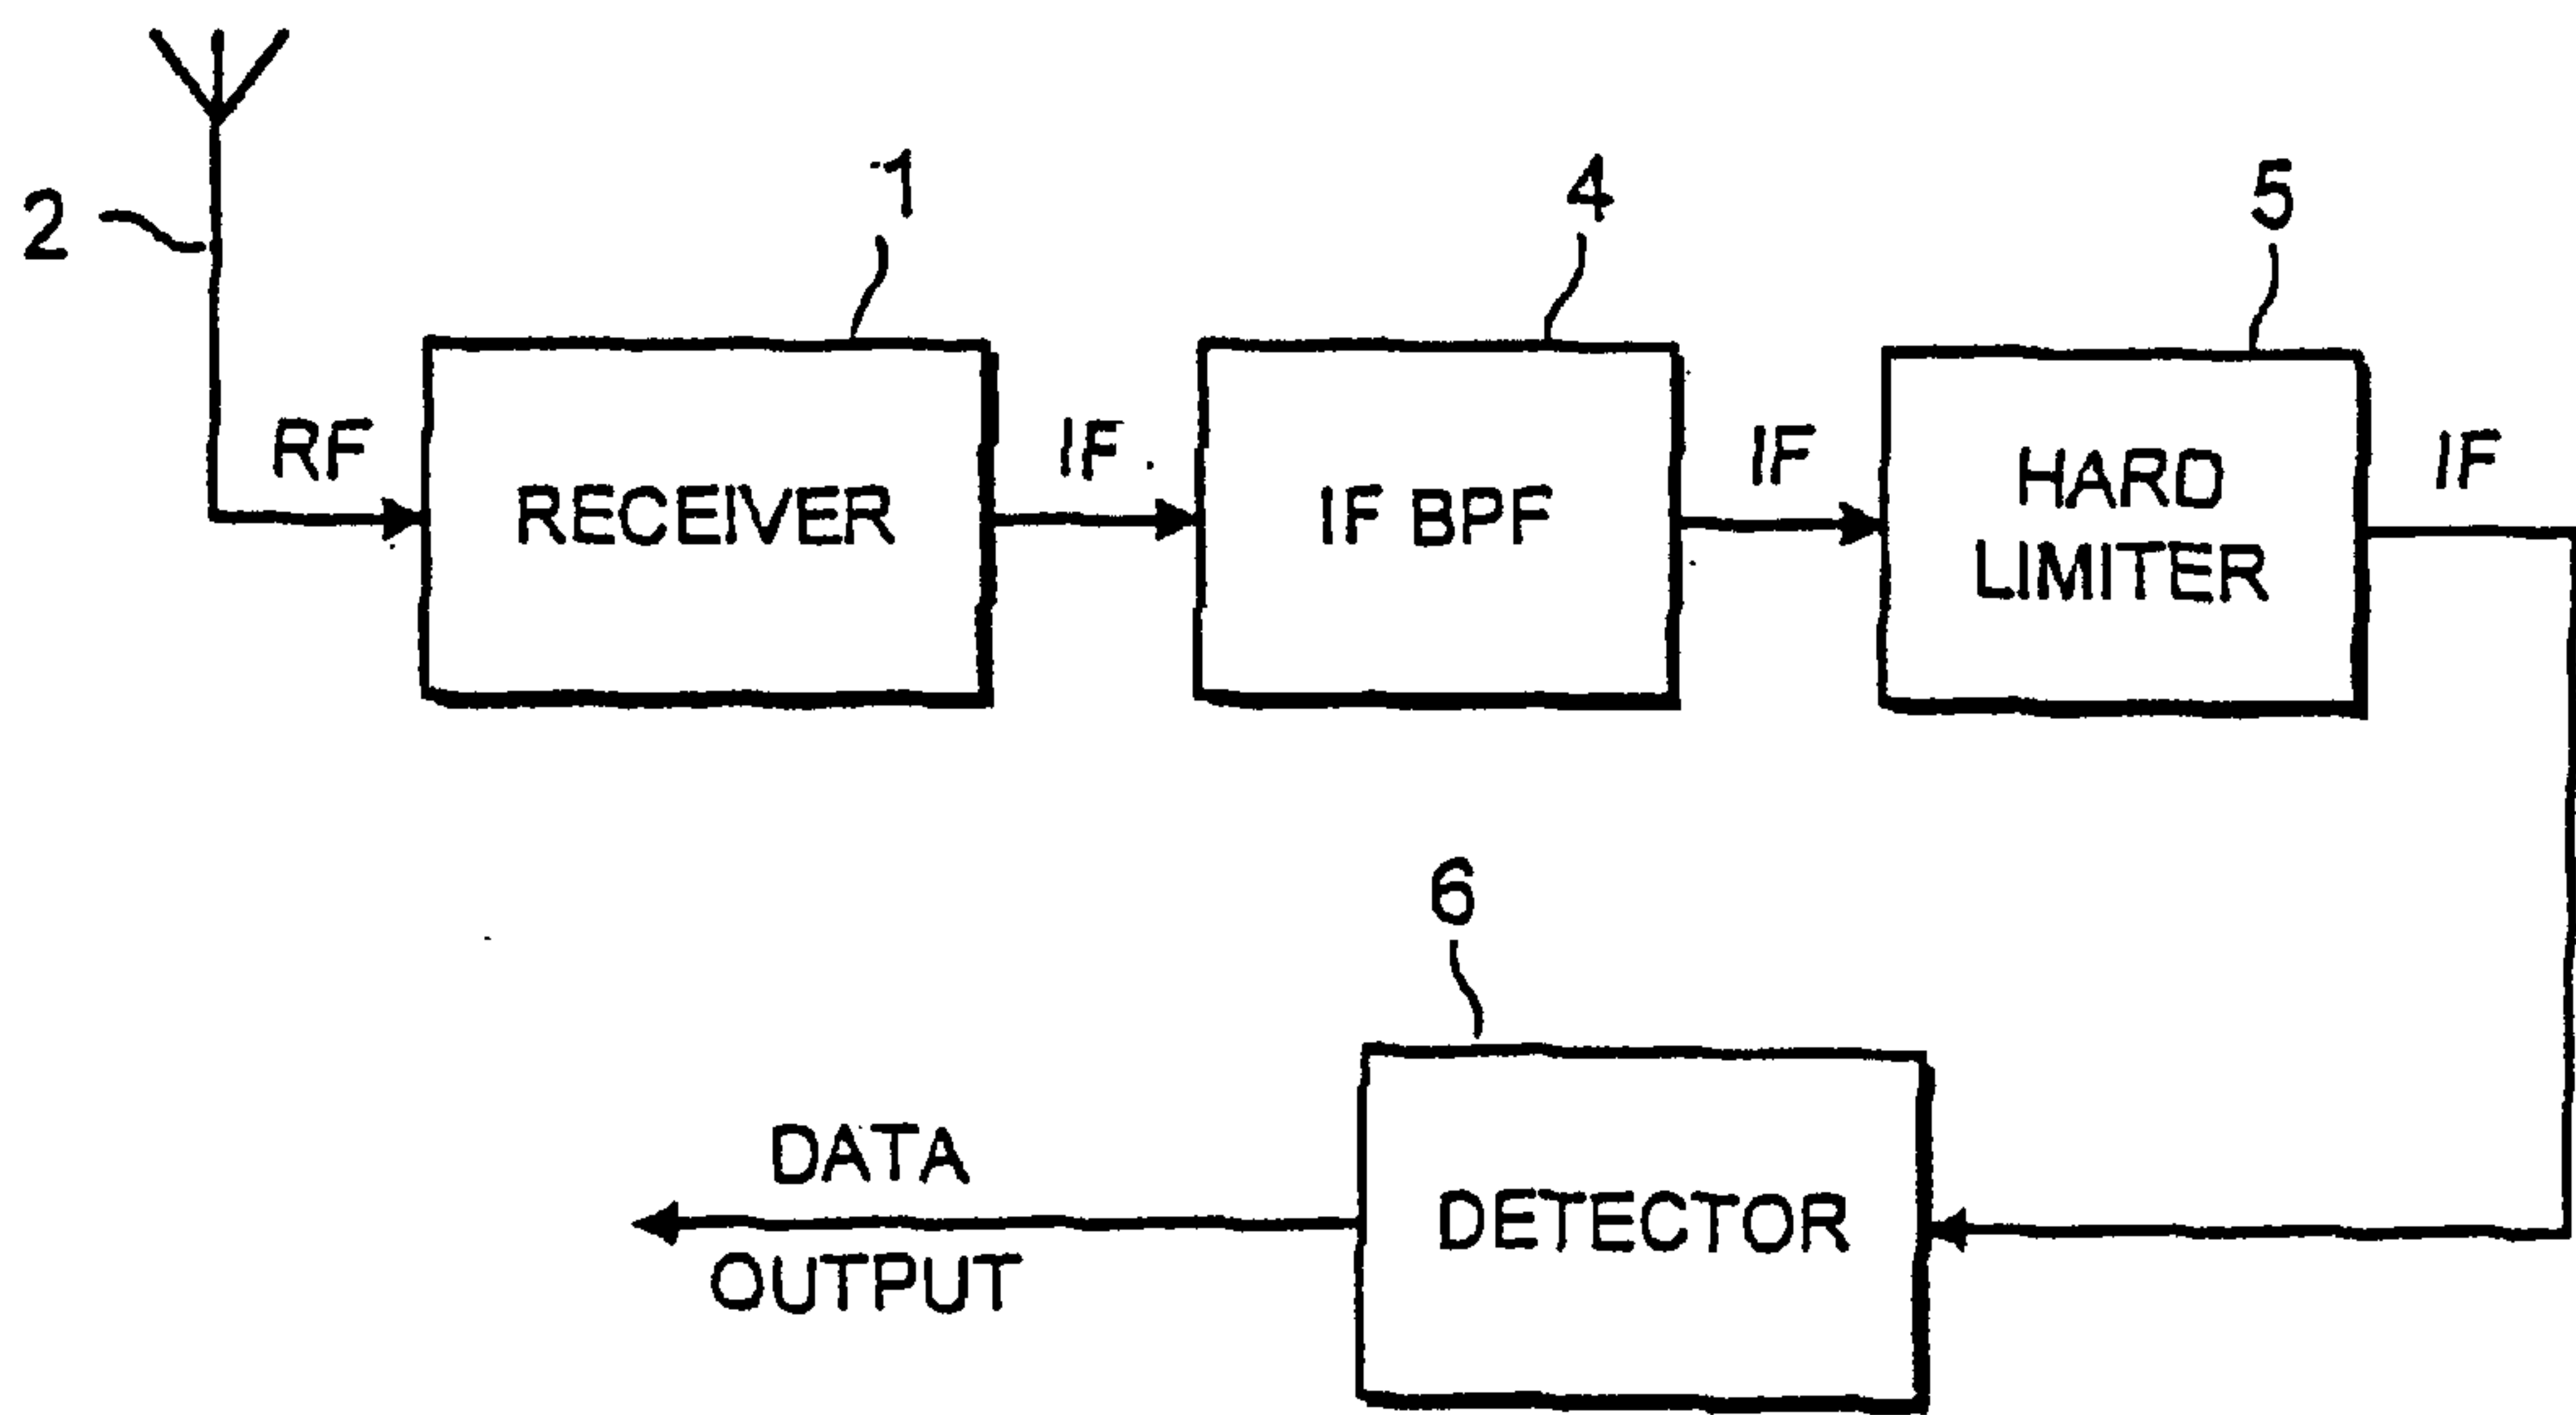 2
1
4
5
RF
RECEIVER
IF
IF BPF
IF
HARD
LIMITER
IF
6
DATA
OUTPUT
DETECTOR